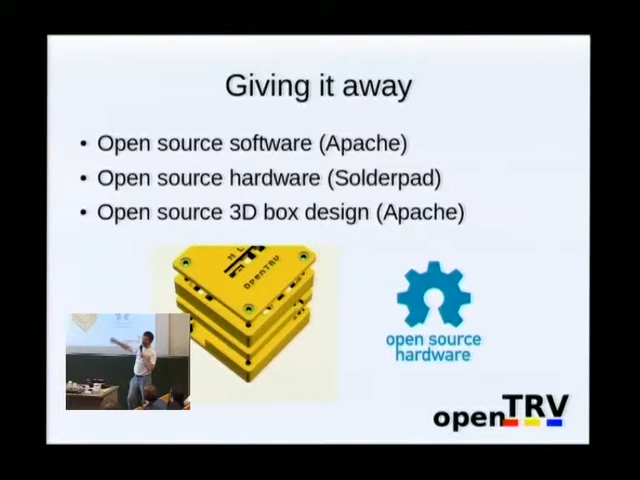 Giving it away
• Open source software (Apache)
• Open source hardware (Solderpad)
• Open source 3D box design (Apache)
OpenTRV
open source
hardware
openTRV